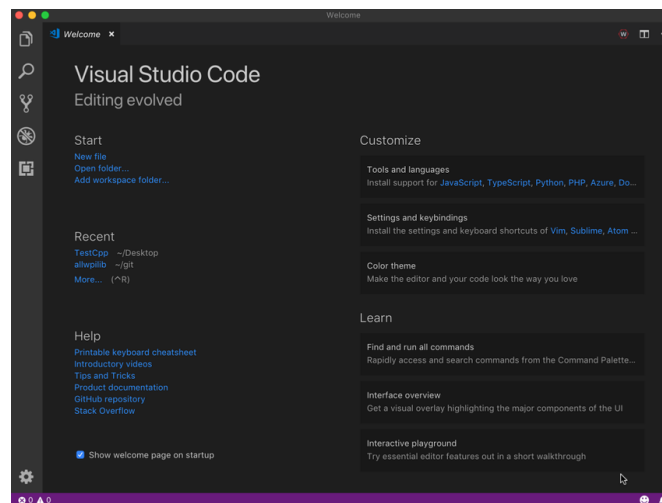 Welcome
Welcome
W
Visual Studio Code
Editing evolved
Start
New file
Open folder...
Add workspace folder...
Recent
TestCpp ~/Desktop
allwpilib ~/git
More... (^R)
Help
Printable keyboard cheatsheet
Introductory videos
Tips and Tricks
Product documentation
GitHub repository
Stack Overflow
Show welcome page on startup
Customize
Tools and languages
Install support for JavaScript, TypeScript, Python, PHP, Azure, Do...
Settings and keybindings
Install the settings and keyboard shortcuts of Vim, Sublime, Atom ...
Color theme
Make the editor and your code look the way you love
Learn
Find and run all commands
Rapidly access and search commands from the Command Palette...
Interface overview
Get a visual overlay highlighting the major components of the UI
Interactive playground
Try essential editor features out in a short walkthrough
0 0